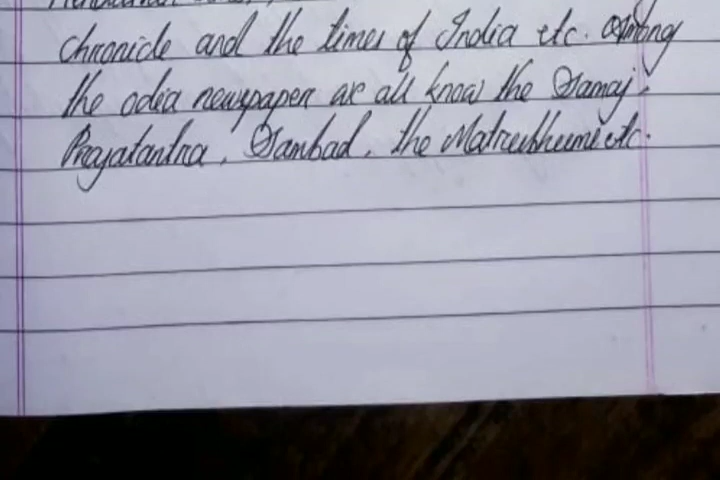 chronicle and the times of India etc. Among
the odia newspaper as all know the Samaj,
Prajatantra, Sambad, the Matrubhumi etc.